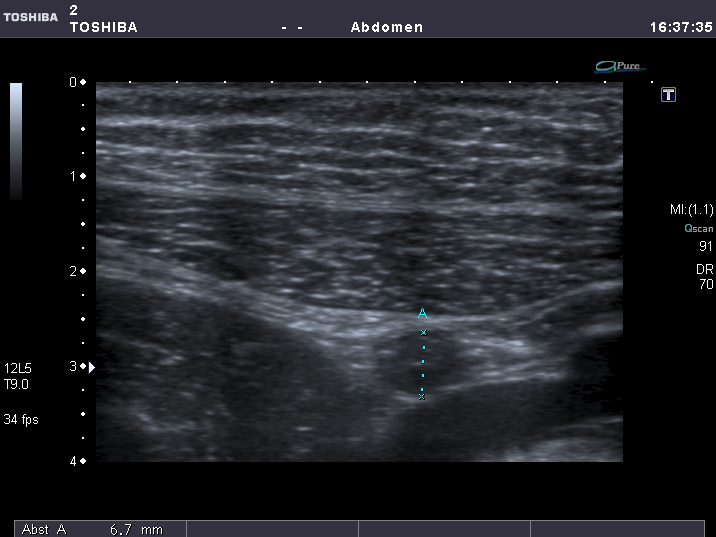 TOSHIBA
2
TOSHIBA - - Abdomen 16:37:35
aPure
T
0
1
2
3
4
A
MI:(1.1)
Qscan
91
DR
70
12L5
T9.0
34 fps
Abst A 6.7 mm